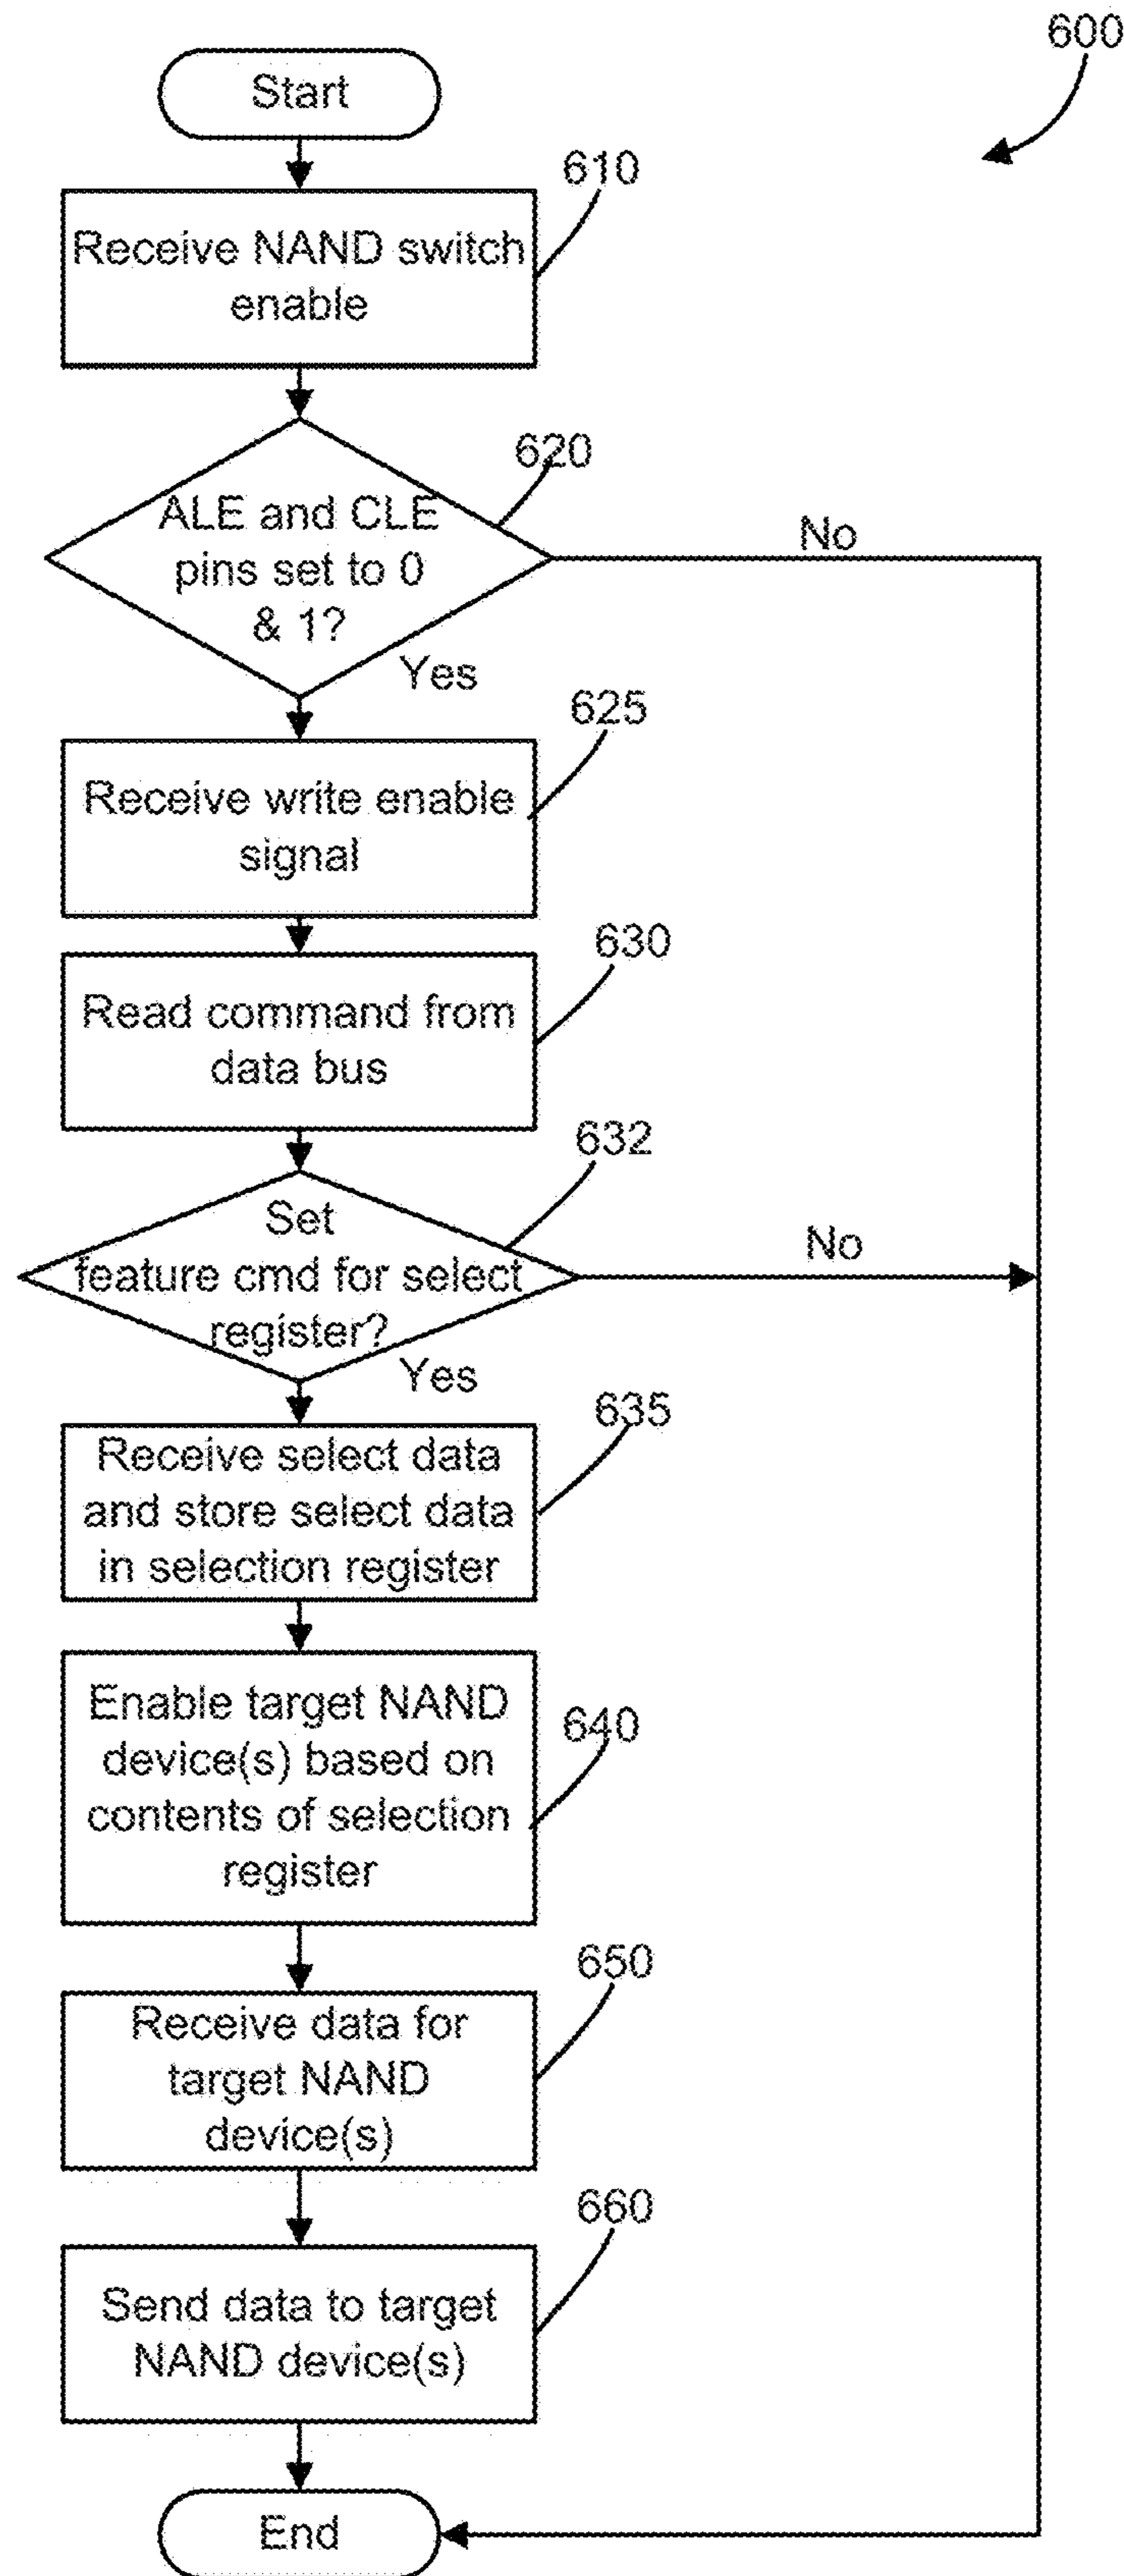 600
Start
610
Receive NAND switch
enable
620
ALE and CLE
pins set to 0
& 1?
No
Yes
625
Receive write enable
signal
630
Read command from
data bus
632
Set
feature cmd for select
register?
No
Yes
635
Receive select data
and store select data
in selection register
640
Enable target NAND
device(s) based on
contents of selection
register
650
Receive data for
target NAND
device(s)
660
Send data to target
NAND device(s)
End